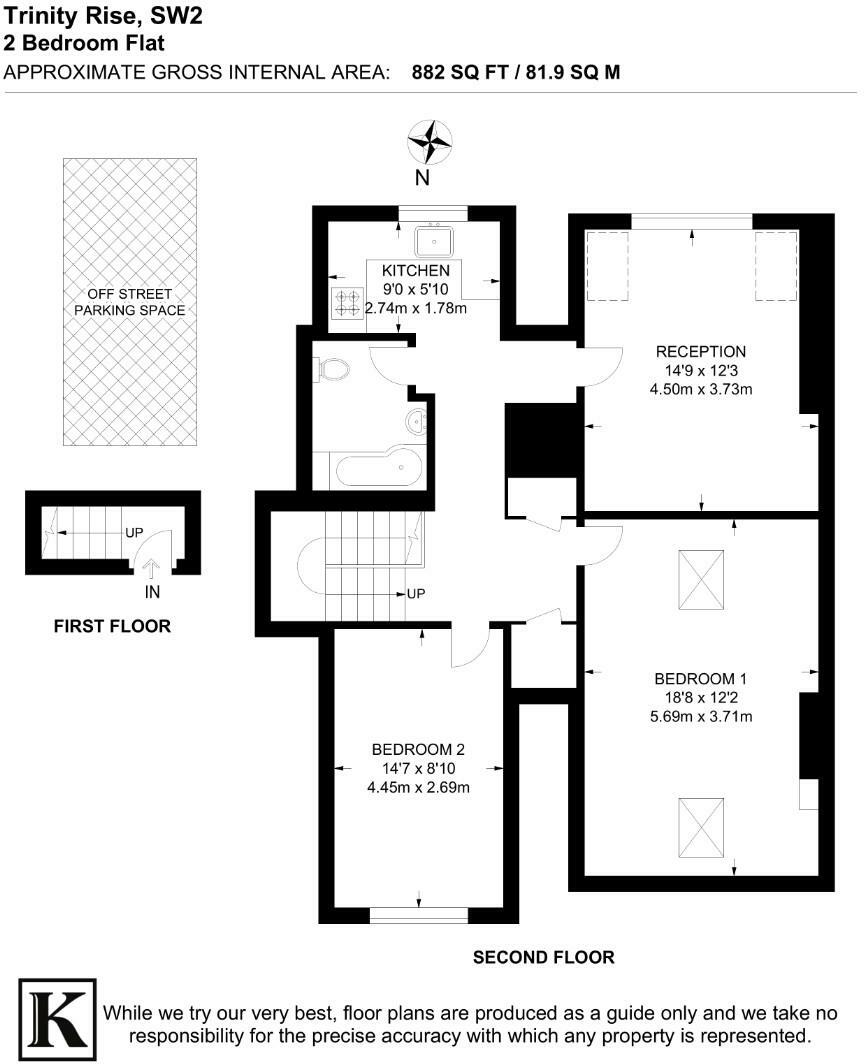 Trinity Rise, SW2
2 Bedroom Flat
APPROXIMATE GROSS INTERNAL AREA: 882 SQ FT / 81.9 SQ M
N
OFF STREET
PARKING SPACE
KITCHEN
9'0 x 5'10
2.74m x 1.78m
RECEPTION
14'9 x 12'3
4.50m x 3.73m
UP
IN
FIRST FLOOR
UP
BEDROOM 1
18'8 x 12'2
5.69m x 3.71m
BEDROOM 2
14'7 x 8'10
4.45m x 2.69m
SECOND FLOOR
K
While we try our very best, floor plans are produced as a guide only and we take no
responsibility for the precise accuracy with which any property is represented.